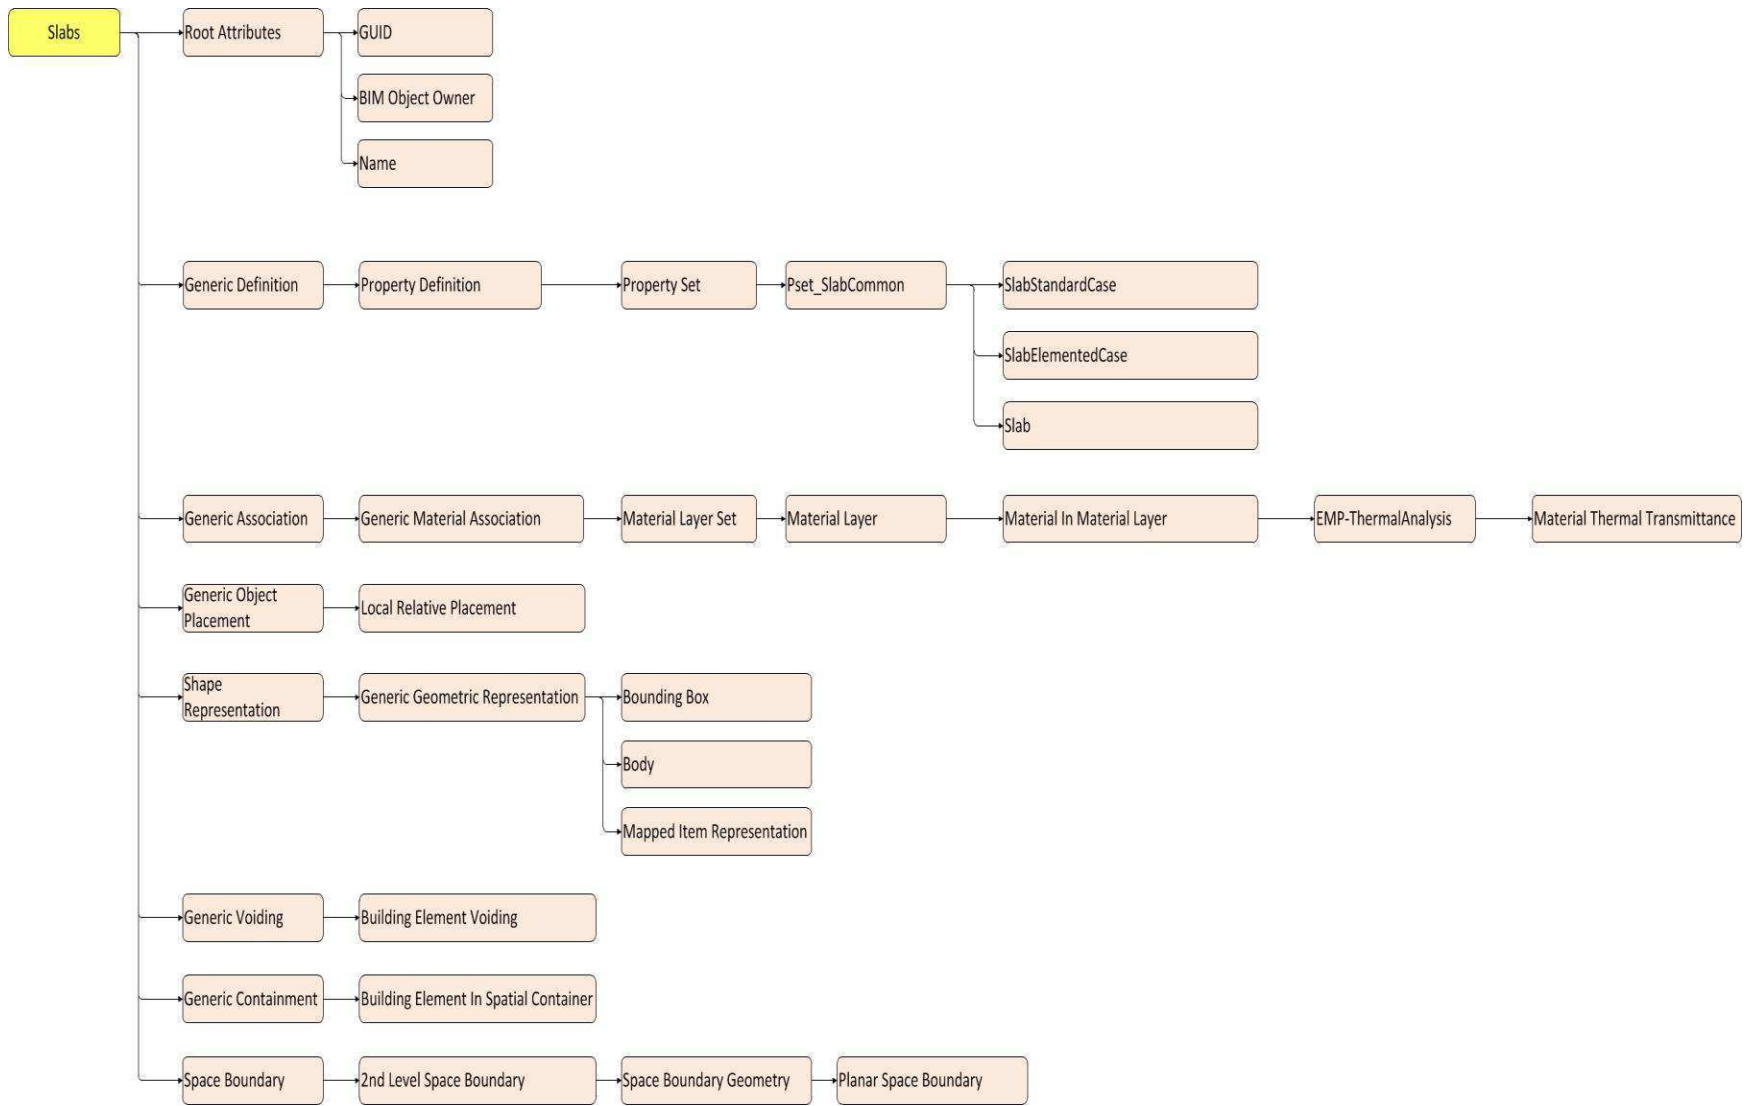 Slabs
Root Attributes
GUID
BIM Object Owner
Name
Generic Definition
Property Definition
Property Set
Pset_SlabCommon
SlabStandardCase
SlabElementedCase
Slab
Generic Association
Generic Material Association
Material Layer Set
Material Layer
Material In Material Layer
EMP-ThermalAnalysis
Material Thermal Transmittance
Generic Object
Placement
Local Relative Placement
Shape
Representation
Generic Geometric Representation
Bounding Box
Body
Mapped Item Representation
Generic Voiding
Building Element Voiding
Generic Containment
Building Element In Spatial Container
Space Boundary
2nd Level Space Boundary
Space Boundary Geometry
Planar Space Boundary